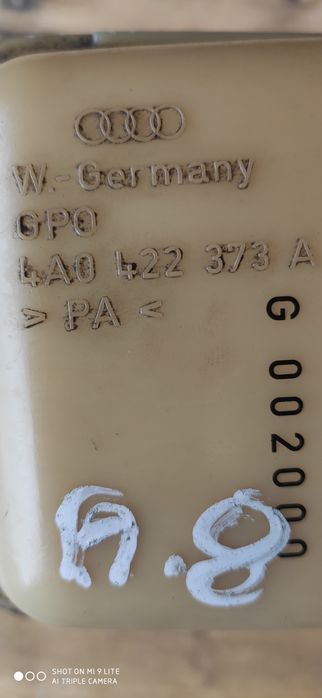 W.-Germany
GPO
4A0 422 373 A
> PA <
G 002000
A.8
SHOT ON MI 9 LITE
AI TRIPLE CAMERA